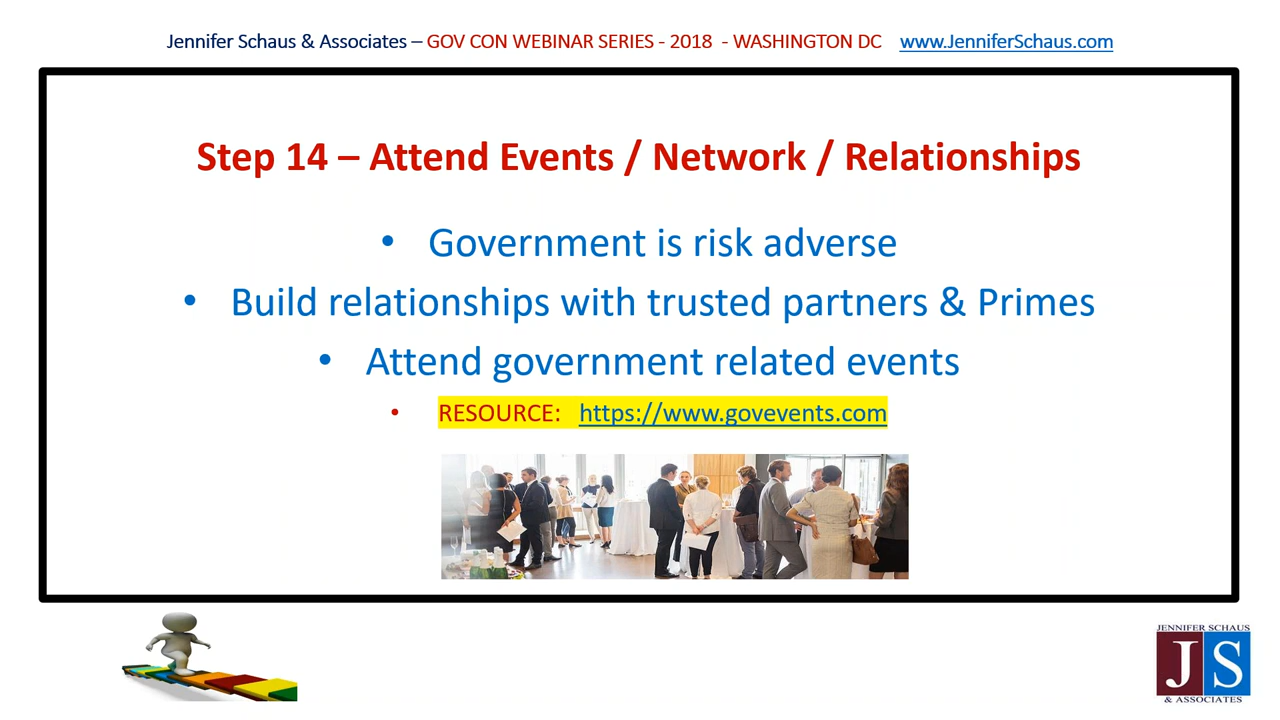 Jennifer Schaus & Associates – GOV CON WEBINAR SERIES - 2018 - WASHINGTON DC www.JenniferSchaus.com
Step 14 – Attend Events / Network / Relationships
• Government is risk adverse
• Build relationships with trusted partners & Primes
• Attend government related events
• RESOURCE: https://www.govevents.com
JENNIFER SCHAUS
JS
& ASSOCIATES